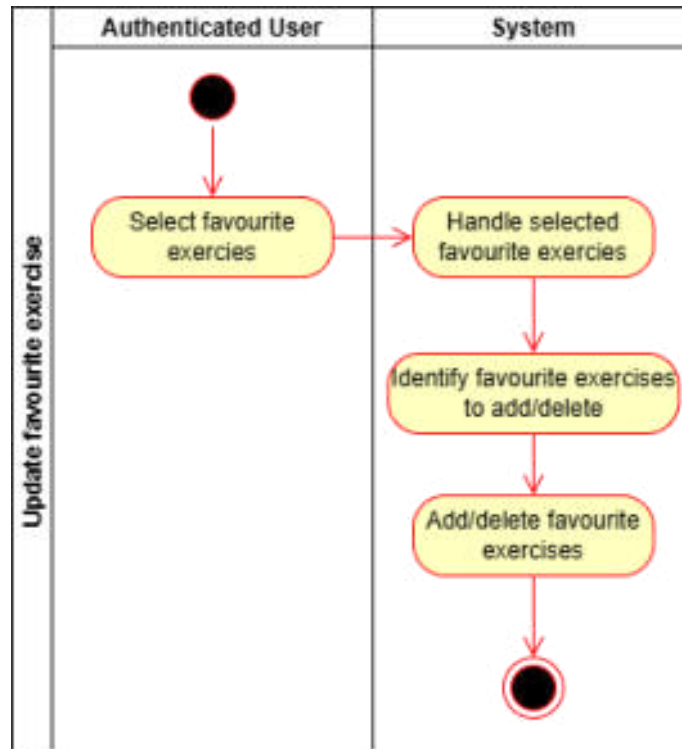 Authenticated User
System
Update favourite exercise
Select favourite
exercies
Handle selected
favourite exercies
Identify favourite exercises
to add/delete
Add/delete favourite
exercises